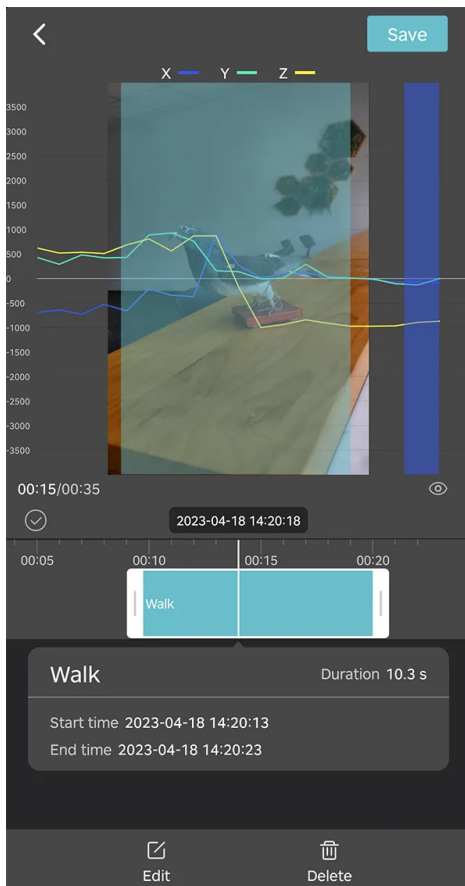 Save
X Y Z
3500
3000
2500
2000
1500
1000
500
0
-500
-1000
-1500
-2000
-2500
-3000
-3500
00:15/00:35
2023-04-18 14:20:18
00:05 00:10 00:15 00:20
Walk
Walk Duration 10.3 s
Start time 2023-04-18 14:20:13
End time 2023-04-18 14:20:23
Edit Delete